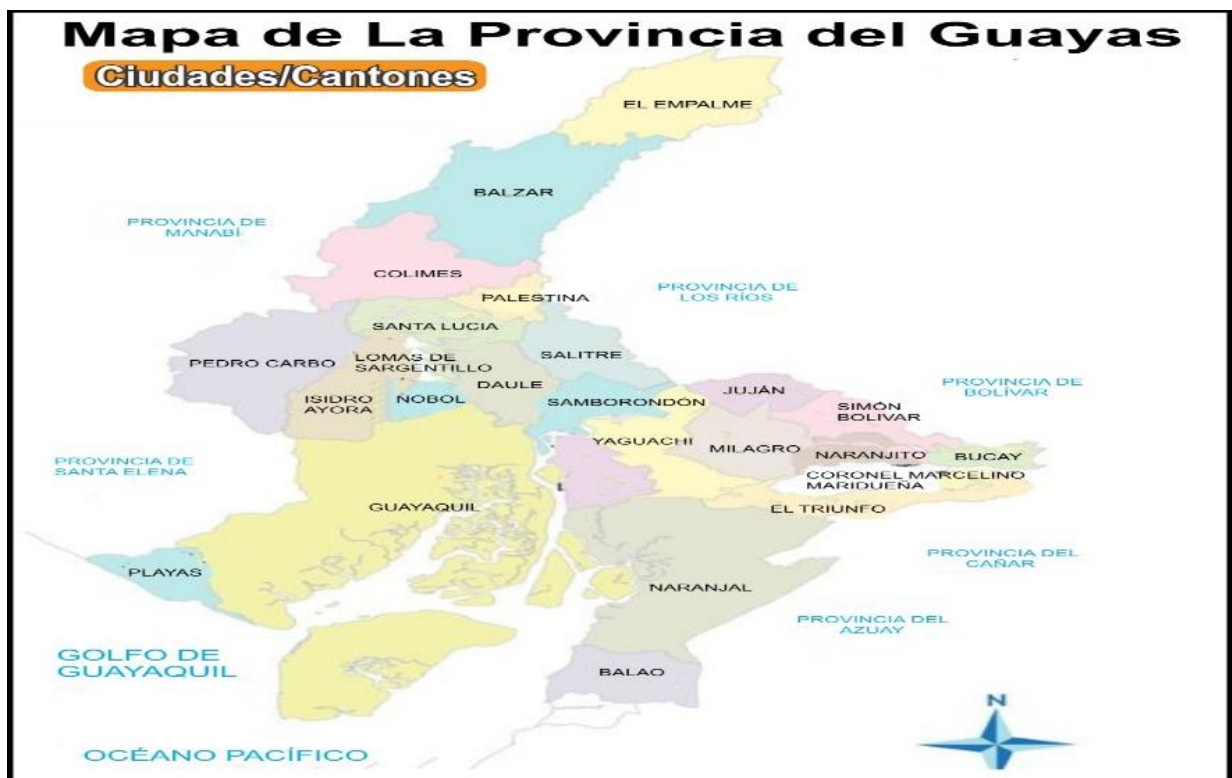 Mapa de La Provincia del Guayas
Ciudades/Cantones
EL EMPALME
BALZAR
PROVINCIA DE
MANABÍ
COLIMES
PROVINCIA DE
LOS RÍOS
PALESTINA
SANTA LUCIA
SALITRE
PEDRO CARBO
LOMAS DE
SARGENTILLO
DAULE
JUJÁN
PROVINCIA DE
BOLÍVAR
ISIDRO
AYORA
NOBOL
SAMBORONDÓN
SIMÓN
BOLIVAR
YAGUACHI
MILAGRO
NARANJITO
BUCAY
PROVINCIA DE
SANTA ELENA
CORONEL MARCELINO
MARIDUEÑA
GUAYAQUIL
EL TRIUNFO
PLAYAS
PROVINCIA DEL
CAÑAR
NARANJAL
PROVINCIA DEL
AZUAY
GOLFO DE
GUAYAQUIL
BALAO
N
OCÉANO PACÍFICO